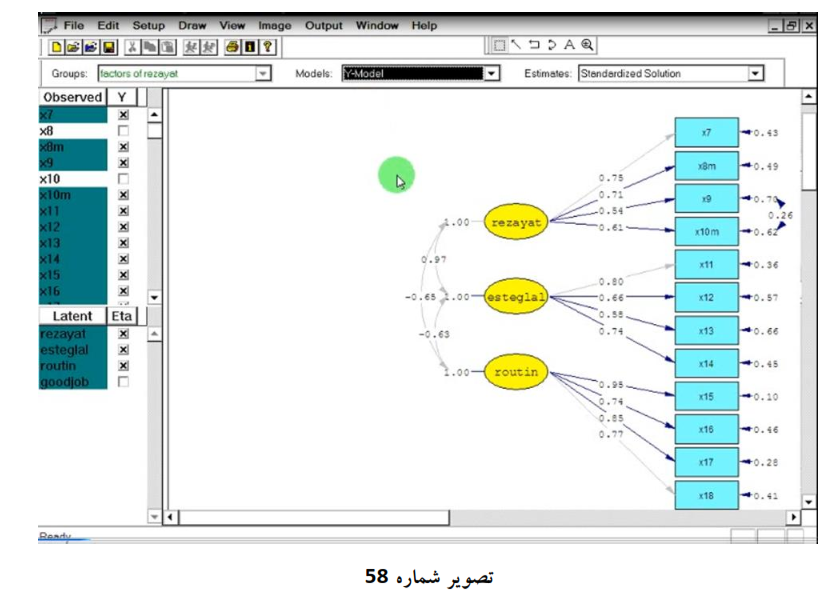 File Edit Setup Draw View Image Output Window Help
Groups: factors of rezayat Models: Y-Model Estimates: Standardized Solution
Observed Y
x7
x8
x8m
x9
x10
x10m
x11
x12
x13
x14
x15
x16
Latent Eta
rezayat
esteglal
routin
goodjob
x7 0.43
0.75
x8m 0.49
0.71
x9 0.70
0.54
0.26
x10m 0.62
0.61
1.00 rezayat
0.97
x11 0.36
0.80
-0.65 1.00 esteglal
0.66
x12 0.57
0.58
x13 0.66
0.74
-0.63
x14 0.45
1.00 routin
0.95
x15 0.10
0.74
x16 0.46
0.85
x17 0.28
0.77
x18 0.41
Ready
تصویر شماره 58